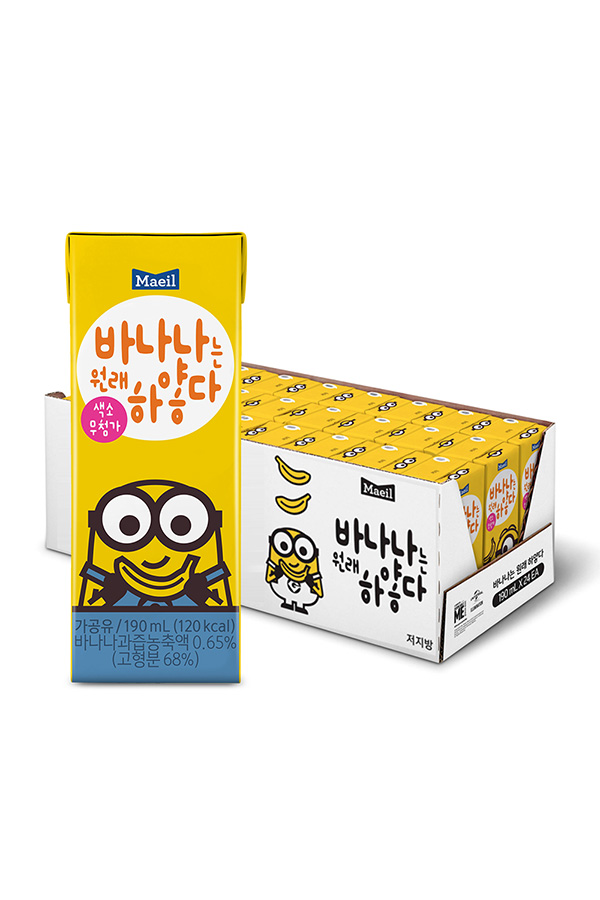 Maeil
바나나는
원래
하얗다
색소
무첨가
가공유/190 mL (120 kcal)
바나나과즙농축액 0.65%
(고형분 68%)
Maeil
바나나는
원래
하얗다
저지방
바나나는 원래 하얗다
190 mL X 24 EA
ME